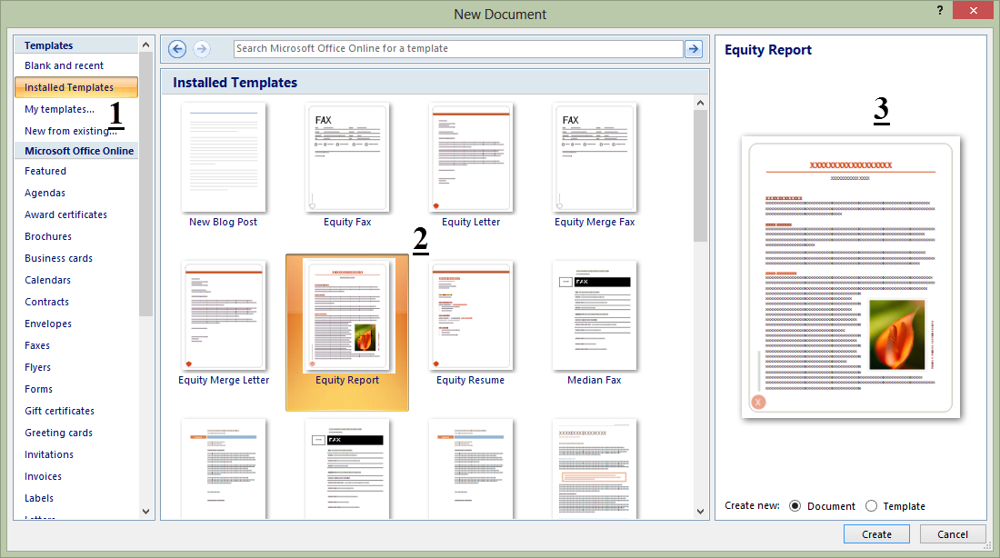 New Document
?
Templates
Blank and recent
Installed Templates
My templates...
New from existing...
Microsoft Office Online
Featured
Agendas
Award certificates
Brochures
Business cards
Calendars
Contracts
Envelopes
Faxes
Flyers
Forms
Gift certificates
Greeting cards
Invitations
Invoices
Labels
1
Search Microsoft Office Online for a template
Installed Templates
FAX
FAX
New Blog Post
Equity Fax
Equity Letter
Equity Merge Fax
2
FAX
Equity Merge Letter
Equity Report
Equity Resume
Median Fax
FAX
Equity Report
3
X
Create new:
Document
Template
Create
Cancel